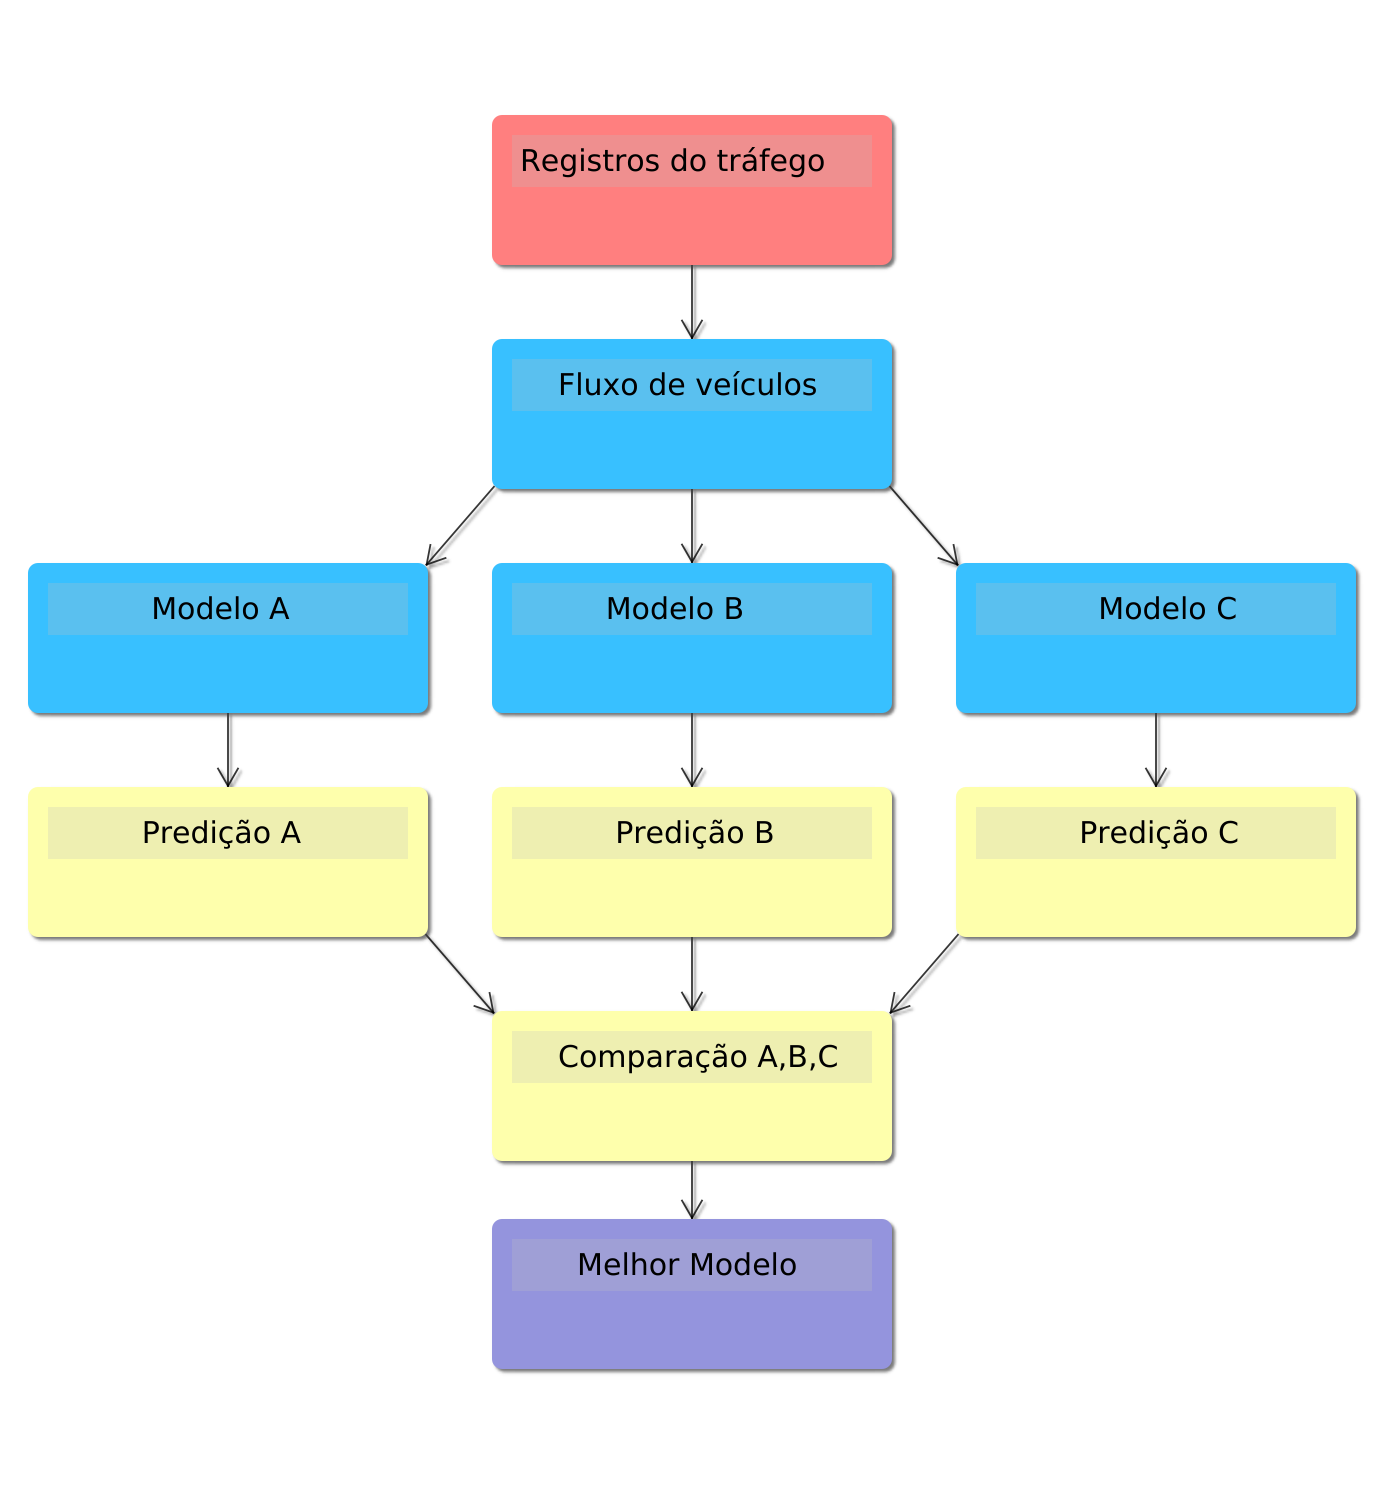 Registros do tráfego
Fluxo de veículos
Modelo A
Modelo B
Modelo C
Predição A
Predição B
Predição C
Comparação A,B,C
Melhor Modelo